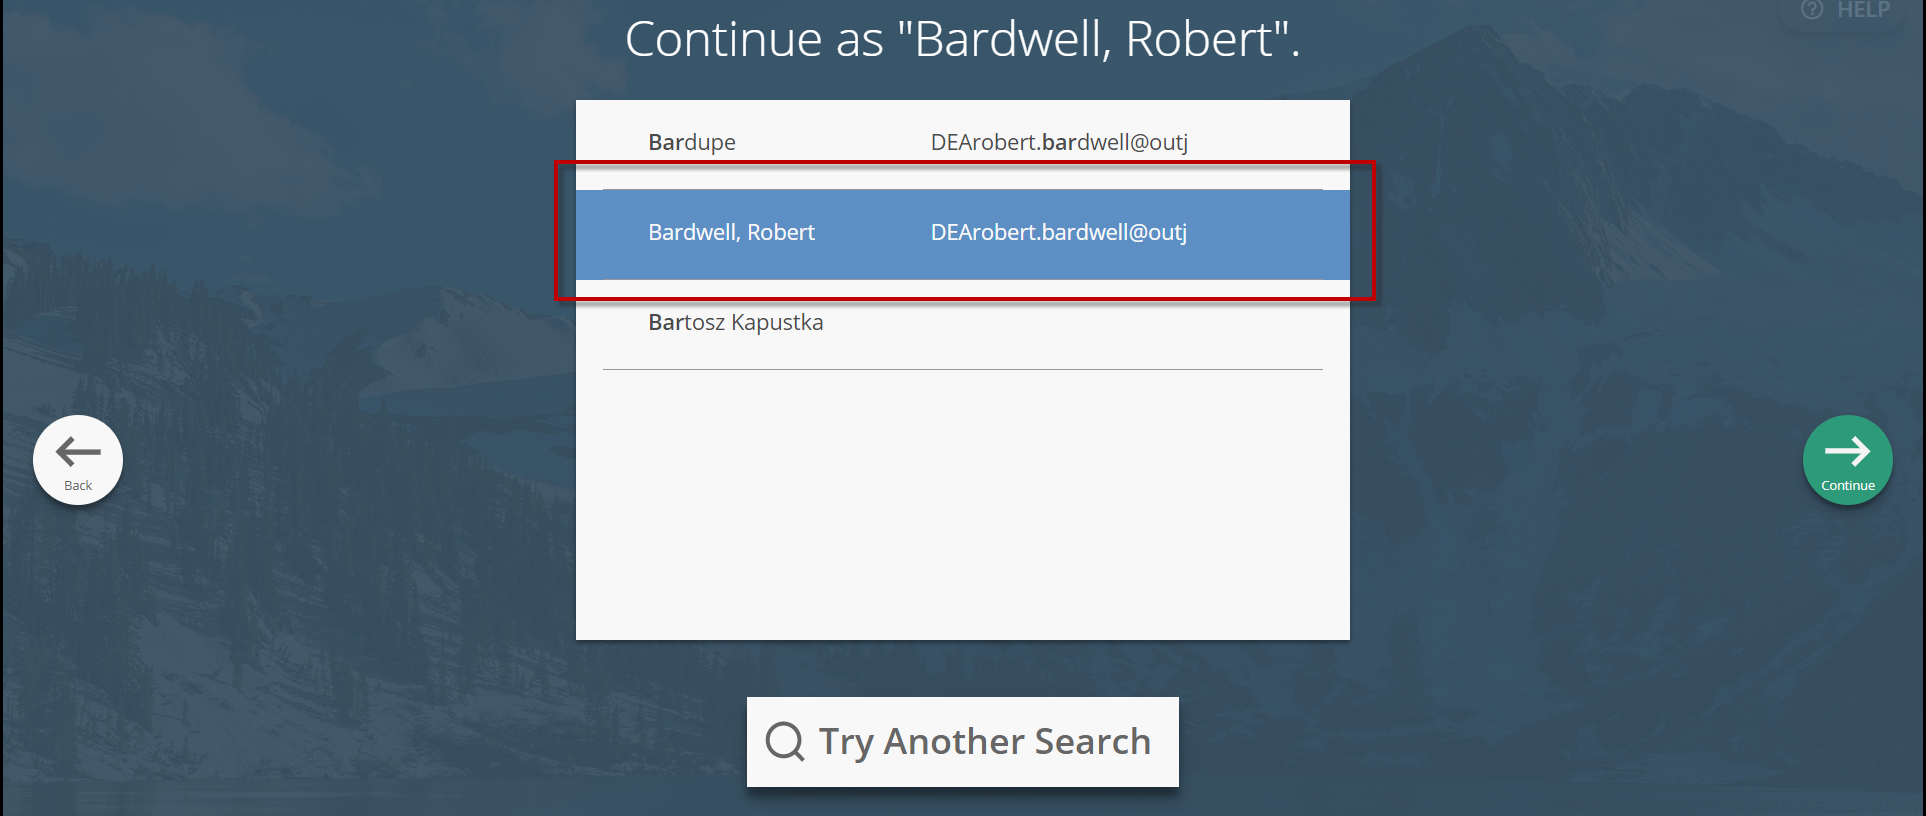 HELP
Continue as "Bardwell, Robert".
Bardupe DEArobert.bardwell@outj
Bardwell, Robert DEArobert.bardwell@outj
Bartosz Kapustka
Back
Continue
Try Another Search